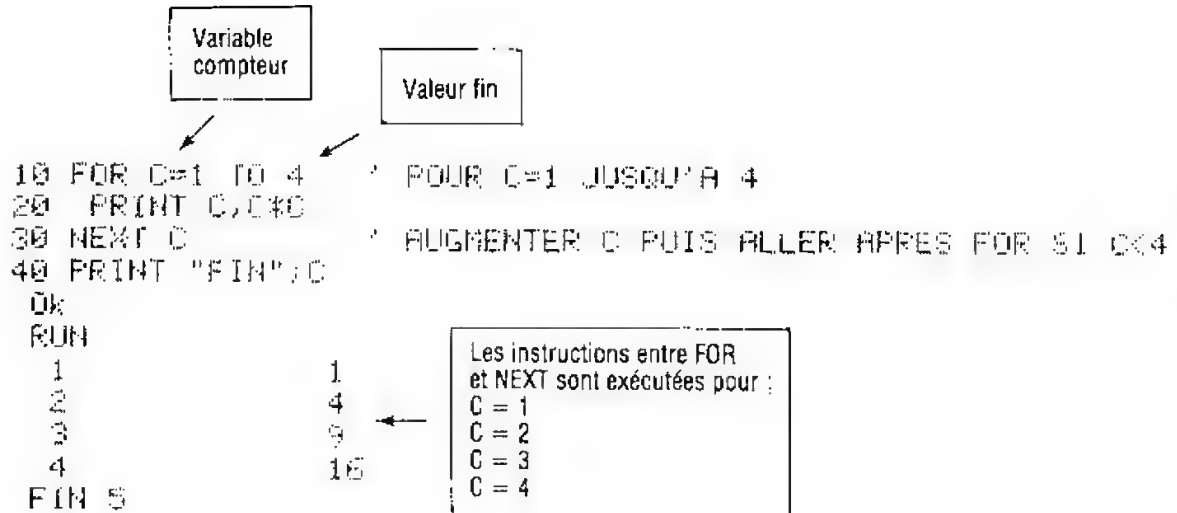 Variable
compteur
Valeur fin
10 FOR C=1 TO 4 ' POUR C=1 JUSQU'A 4
20 PRINT C,C*C
30 NEXT C ' AUGMENTER C PUIS ALLER APRES FOR SI C<4
40 PRINT "FIN";C
Ok
RUN
1 1
2 4
3 9
4 16
FIN 5
Les instructions entre FOR
et NEXT sont exécutées pour :
C = 1
C = 2
C = 3
C = 4